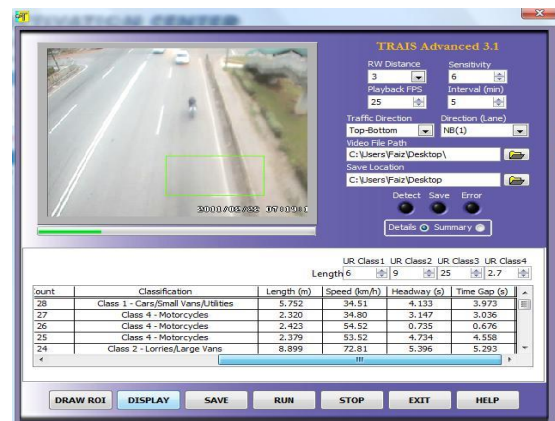 TRAIS Advanced 3.1
RW Distance Sensitivity
3 6
Playback FPS Interval (min)
25 5
Traffic Direction Direction (Lane)
Top-Bottom NB(1)
Video File Path
C:\Users\Faiz\Desktop\
Save Location
C:\Users\Faiz\Desktop
Detect Save Error
Details Summary
UR Class1 UR Class2 UR Class3 UR Class4
Length 6 9 25 2.7
Count Classification Length (m) Speed (km/h) Headway (s) Time Gap (s)
28 Class 1 - Cars/Small Vans/Utilities 5.752 34.51 4.133 3.973
27 Class 4 - Motorcycles 2.320 34.80 3.147 3.036
26 Class 4 - Motorcycles 2.423 54.52 0.735 0.676
25 Class 4 - Motorcycles 2.379 53.52 4.734 4.558
24 Class 2 - Lorries/Large Vans 8.899 72.81 5.396 5.293
DRAW ROI DISPLAY SAVE RUN STOP EXIT HELP